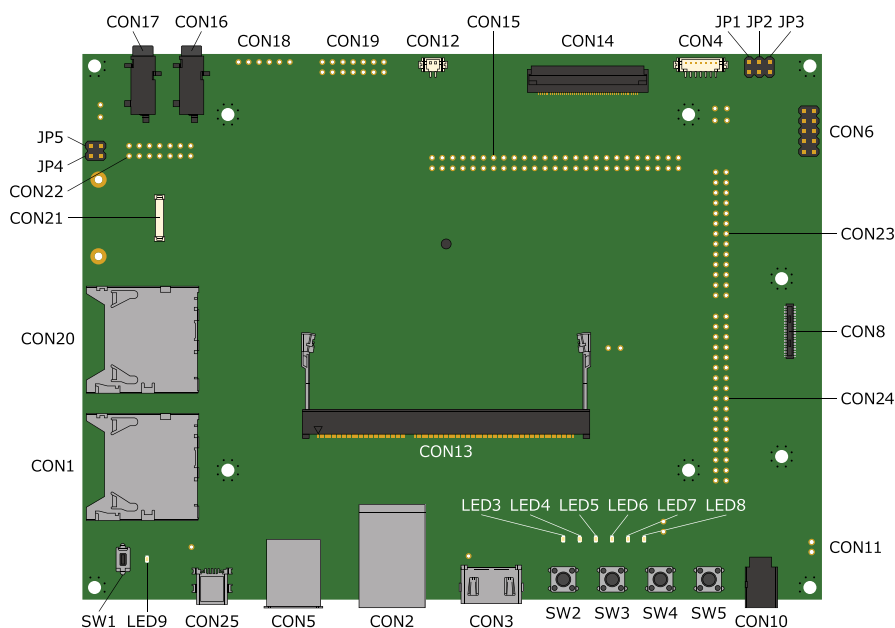 CON17 CON16 CON15 JP1 JP2 JP3
CON18 CON19 CON12 CON14 CON4
CON6
JP5
JP4
CON22
CON21
CON23
CON20
CON8
CON24
CON13
CON1
LED3 LED4 LED5 LED6 LED7 LED8
CON11
SW1 LED9 CON25 CON5 CON2 CON3 SW2 SW3 SW4 SW5 CON10